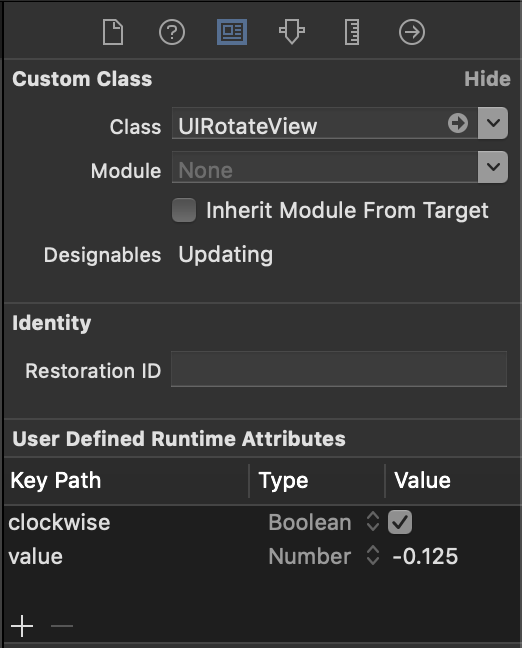 Custom Class Hide
Class UIRotateView
Module None
Inherit Module From Target
Designables Updating
Identity
Restoration ID
User Defined Runtime Attributes
Key Path Type Value
clockwise Boolean
value Number -0.125